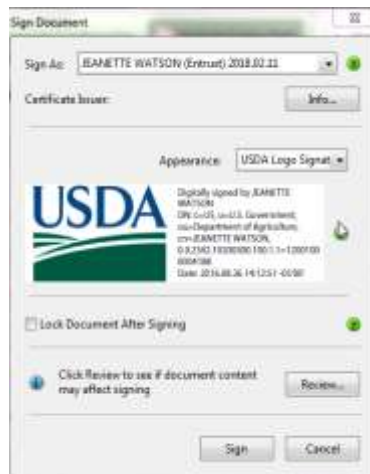 Sign Document
Sign As: JEANETTE WATSON (Entrust) 2018.02.11
Certificate Issuer:
Info...
Appearance: USDA Logo Signat
USDA
Digitally signed by JEANETTE
WATSON
DN: c=US, o=U.S. Government,
ou=Department of Agriculture,
cn=JEANETTE WATSON,
Lock Document After Signing
Click Review to see if document content
may affect signing
Review...
Sign
Cancel